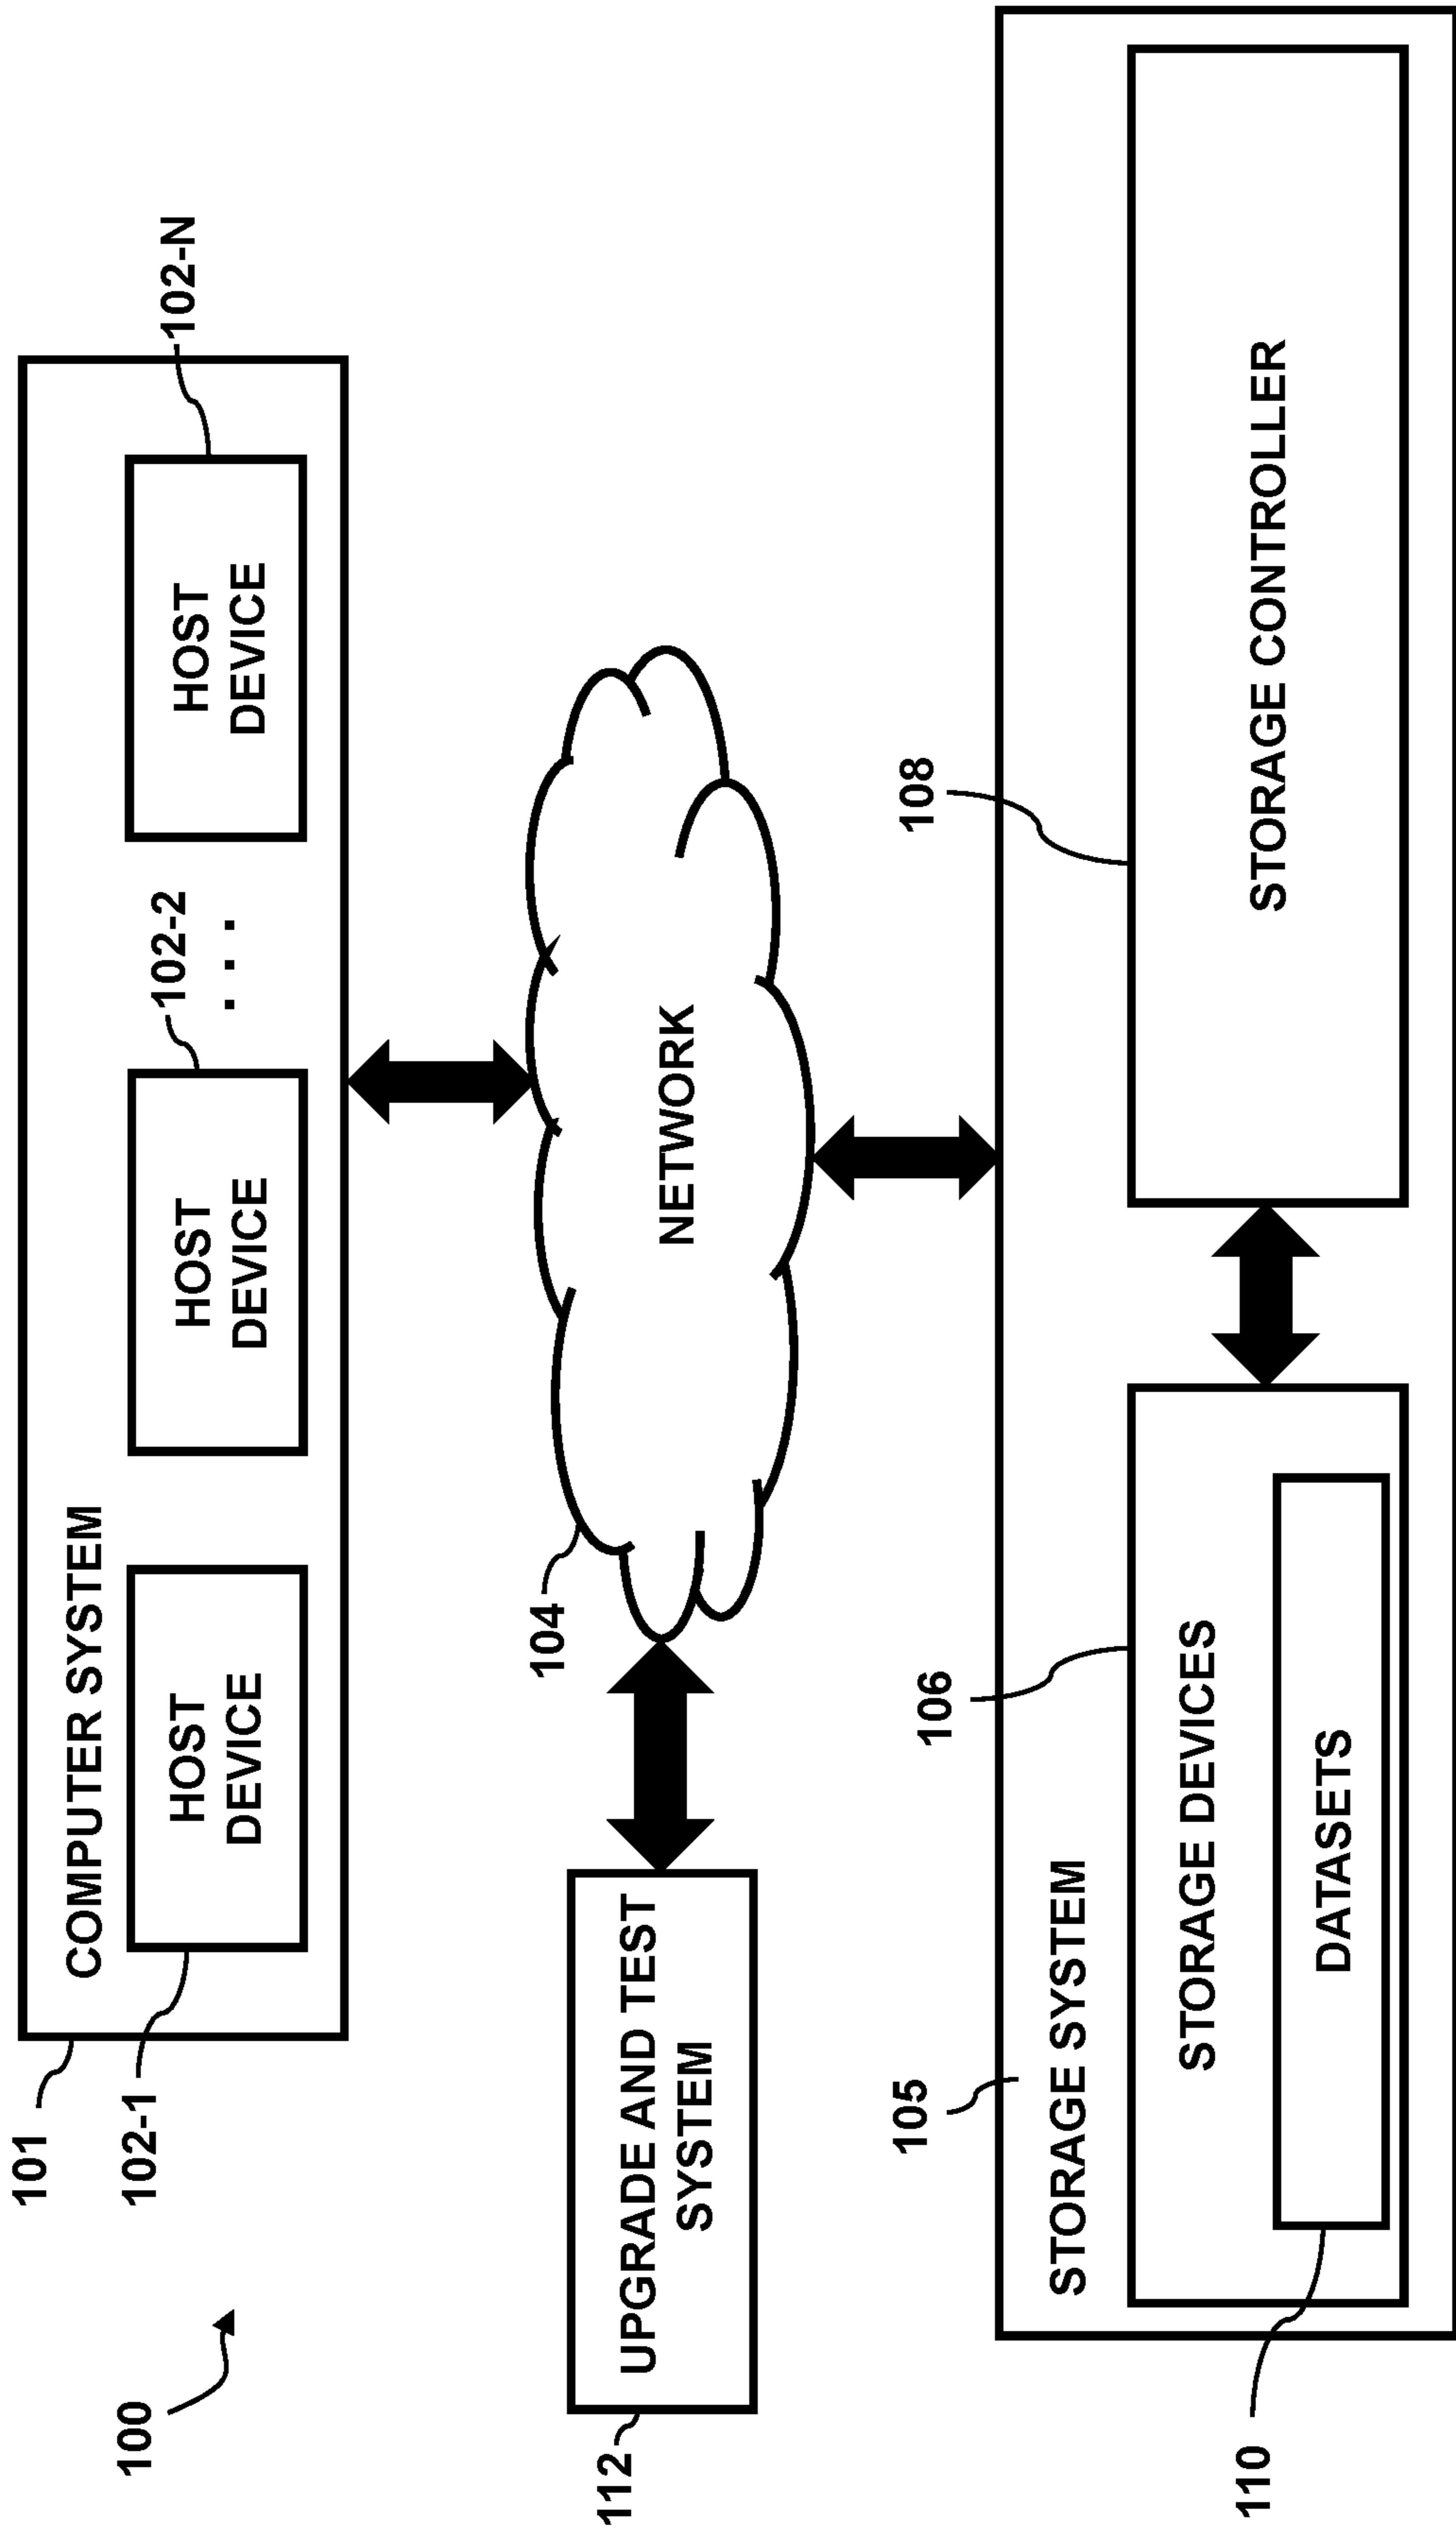 100
101
COMPUTER SYSTEM
102-1
HOST
DEVICE
HOST
DEVICE
102-2
. . .
HOST
DEVICE
102-N
112
UPGRADE AND TEST
SYSTEM
104
NETWORK
105
STORAGE SYSTEM
106
STORAGE DEVICES
110
DATASETS
108
STORAGE CONTROLLER